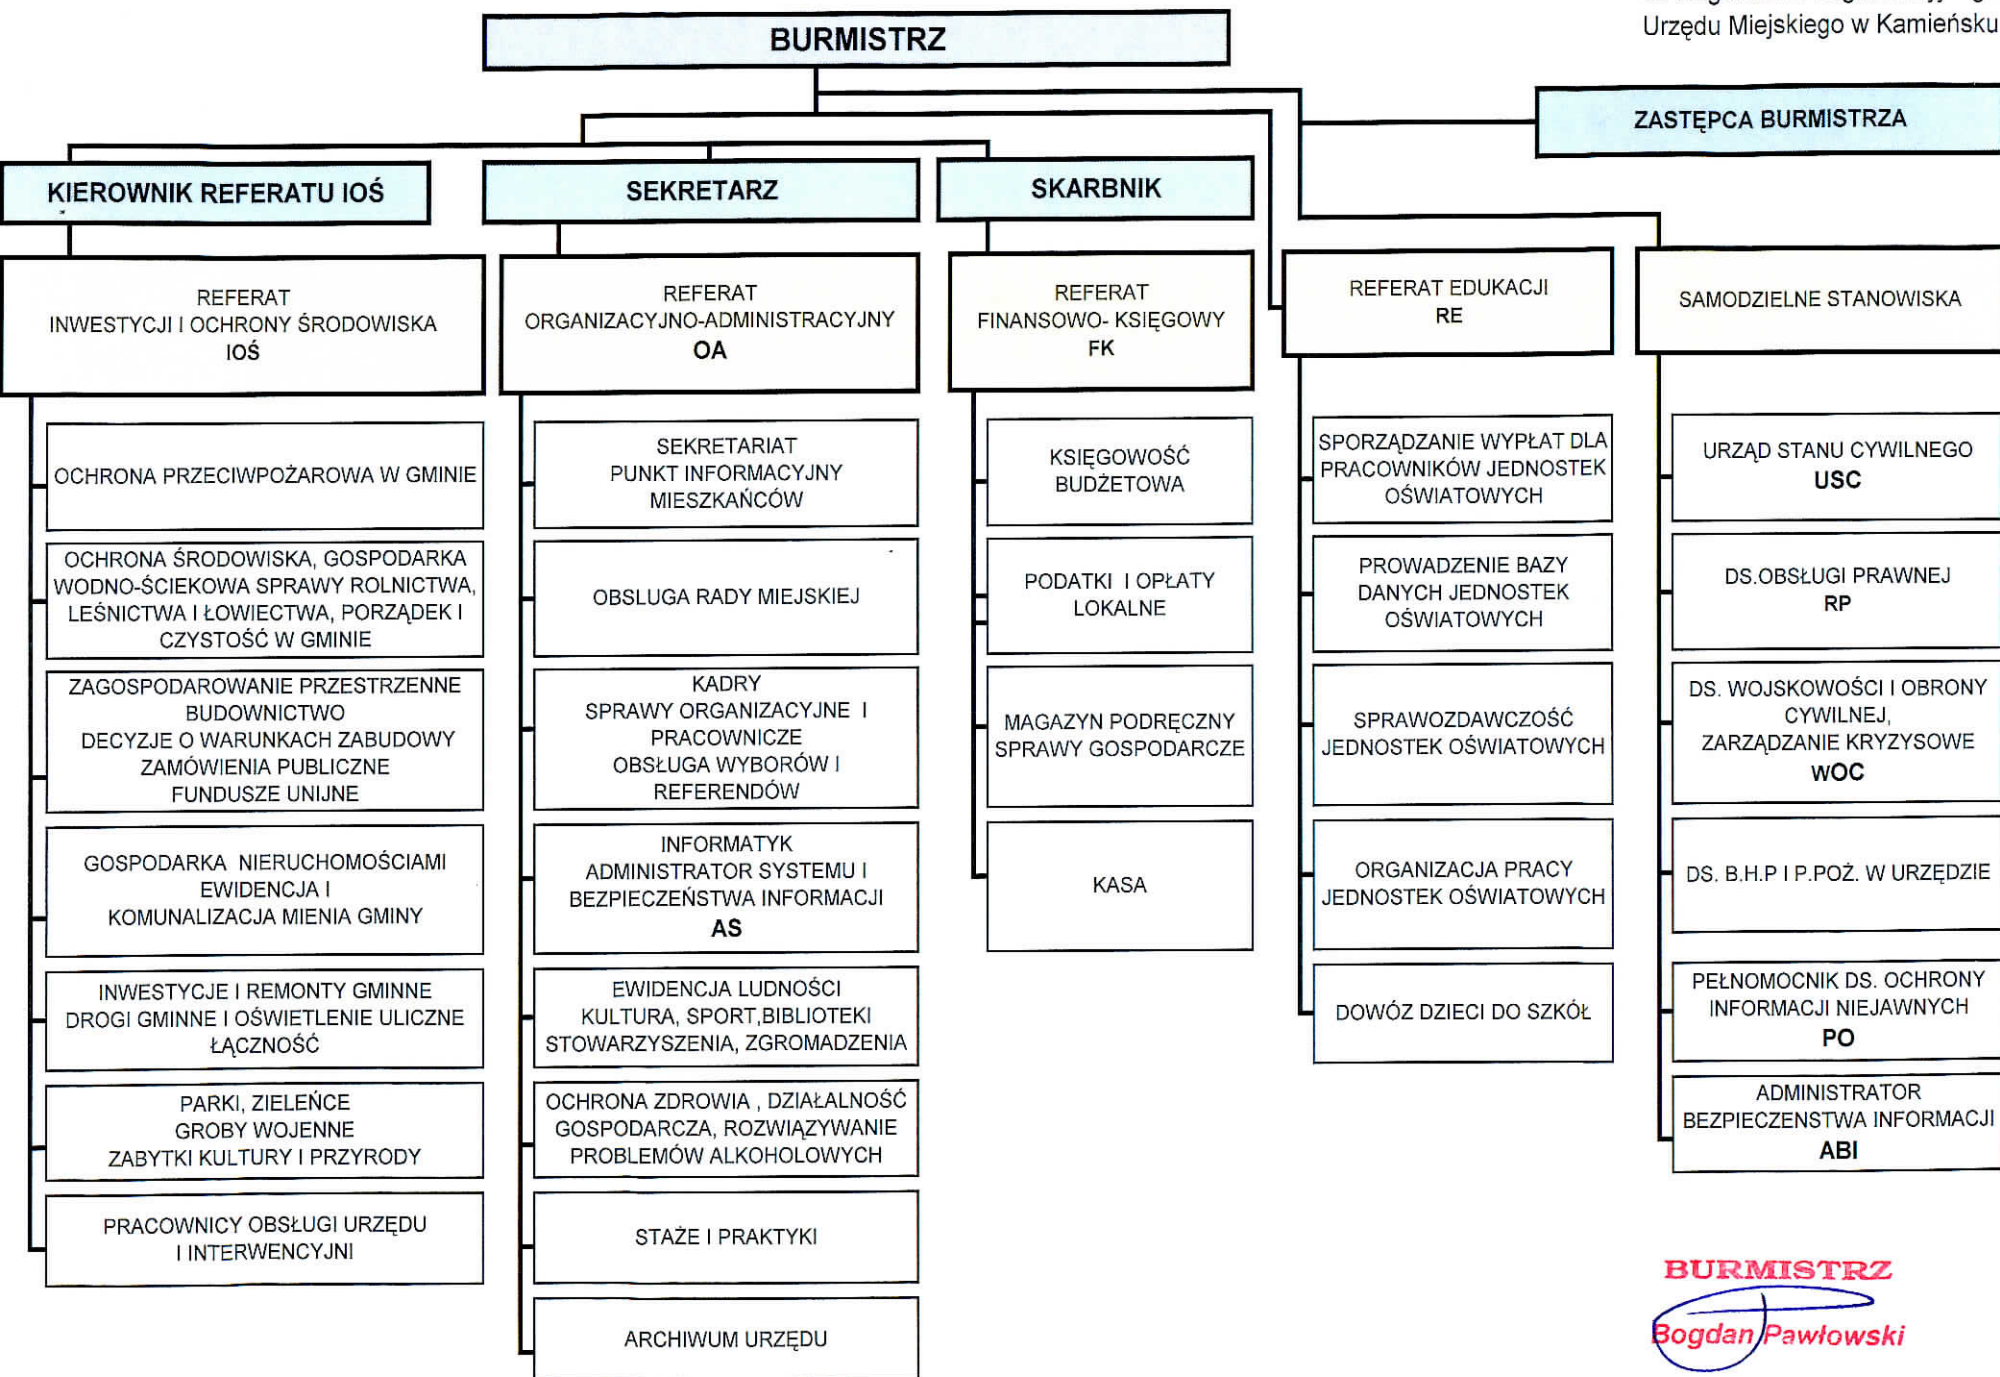 Urzędu Miejskiego w Kamieńsku
BURMISTRZ
ZASTĘPCA BURMISTRZA
KIEROWNIK REFERATU IOŚ
SEKRETARZ
SKARBNIK
REFERAT
INWESTYCJI I OCHRONY ŚRODOWISKA
IOŚ
REFERAT
ORGANIZACYJNO-ADMINISTRACYJNY
OA
REFERAT
FINANSOWO- KSIĘGOWY
FK
REFERAT EDUKACJI
RE
SAMODZIELNE STANOWISKA
OCHRONA PRZECIWPOŻAROWA W GMINIE
OCHRONA ŚRODOWISKA, GOSPODARKA
WODNO-ŚCIEKOWA SPRAWY ROLNICTWA,
LEŚNICTWA I ŁOWIECTWA, PORZĄDEK I
CZYSTOŚĆ W GMINIE
ZAGOSPODAROWANIE PRZESTRZENNE
BUDOWNICTWO
DECYZJE O WARUNKACH ZABUDOWY
ZAMÓWIENIA PUBLICZNE
FUNDUSZE UNIJNE
GOSPODARKA NIERUCHOMOŚCIAMI
EWIDENCJA I
KOMUNALIZACJA MIENIA GMINY
INWESTYCJE I REMONTY GMINNE
DROGI GMINNE I OŚWIETLENIE ULICZNE
ŁĄCZNOŚĆ
PARKI, ZIELEŃCE
GROBY WOJENNE
ZABYTKI KULTURY I PRZYRODY
PRACOWNICY OBSŁUGI URZĘDU
I INTERWENCYJNI
SEKRETARIAT
PUNKT INFORMACYJNY
MIESZKAŃCÓW
OBSLUGA RADY MIEJSKIEJ
KADRY
SPRAWY ORGANIZACYJNE I
PRACOWNICZE
OBSŁUGA WYBORÓW I
REFERENDÓW
INFORMATYK
ADMINISTRATOR SYSTEMU I
BEZPIECZEŃSTWA INFORMACJI
AS
EWIDENCJA LUDNOŚCI
KULTURA, SPORT,BIBLIOTEKI
STOWARZYSZENIA, ZGROMADZENIA
OCHRONA ZDROWIA , DZIAŁALNOŚĆ
GOSPODARCZA, ROZWIĄZYWANIE
PROBLEMÓW ALKOHOLOWYCH
STAŻE I PRAKTYKI
ARCHIWUM URZĘDU
KSIĘGOWOŚĆ
BUDŻETOWA
PODATKI I OPŁATY
LOKALNE
MAGAZYN PODRĘCZNY
SPRAWY GOSPODARCZE
KASA
SPORZĄDZANIE WYPŁAT DLA
PRACOWNIKÓW JEDNOSTEK
OŚWIATOWYCH
PROWADZENIE BAZY
DANYCH JEDNOSTEK
OŚWIATOWYCH
SPRAWOZDAWCZOŚĆ
JEDNOSTEK OŚWIATOWYCH
ORGANIZACJA PRACY
JEDNOSTEK OŚWIATOWYCH
DOWÓZ DZIECI DO SZKÓŁ
URZĄD STANU CYWILNEGO
USC
DS.OBSŁUGI PRAWNEJ
RP
DS. WOJSKOWOŚCI I OBRONY
CYWILNEJ,
ZARZĄDZANIE KRYZYSOWE
WOC
DS. B.H.P I P.POŻ. W URZĘDZIE
PEŁNOMOCNIK DS. OCHRONY
INFORMACJI NIEJAWNYCH
PO
ADMINISTRATOR
BEZPIECZENSTWA INFORMACJI
ABI
BURMISTRZ
Bogdan Pawłowski